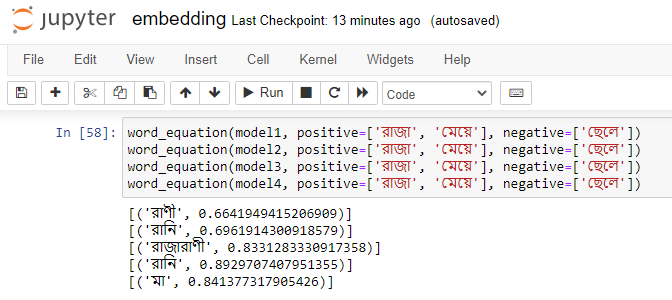 jupyter embedding Last Checkpoint: 13 minutes ago (autosaved)
File Edit View Insert Cell Kernel Widgets Help
Run Code
In [58]: word_equation(model1, positive=['রাজা', 'মেয়ে'], negative=['ছেলে'])
word_equation(model2, positive=['রাজা', 'মেয়ে'], negative=['ছেলে'])
word_equation(model3, positive=['রাজা', 'মেয়ে'], negative=['ছেলে'])
word_equation(model4, positive=['রাজা', 'মেয়ে'], negative=['ছেলে'])
[('রাণী', 0.6641949415206909)]
[('রানি', 0.6961914300918579)]
[('রাজারাণী', 0.8331283330917358)]
[('রানি', 0.8929707407951355)]
[('মা', 0.841377317905426)]